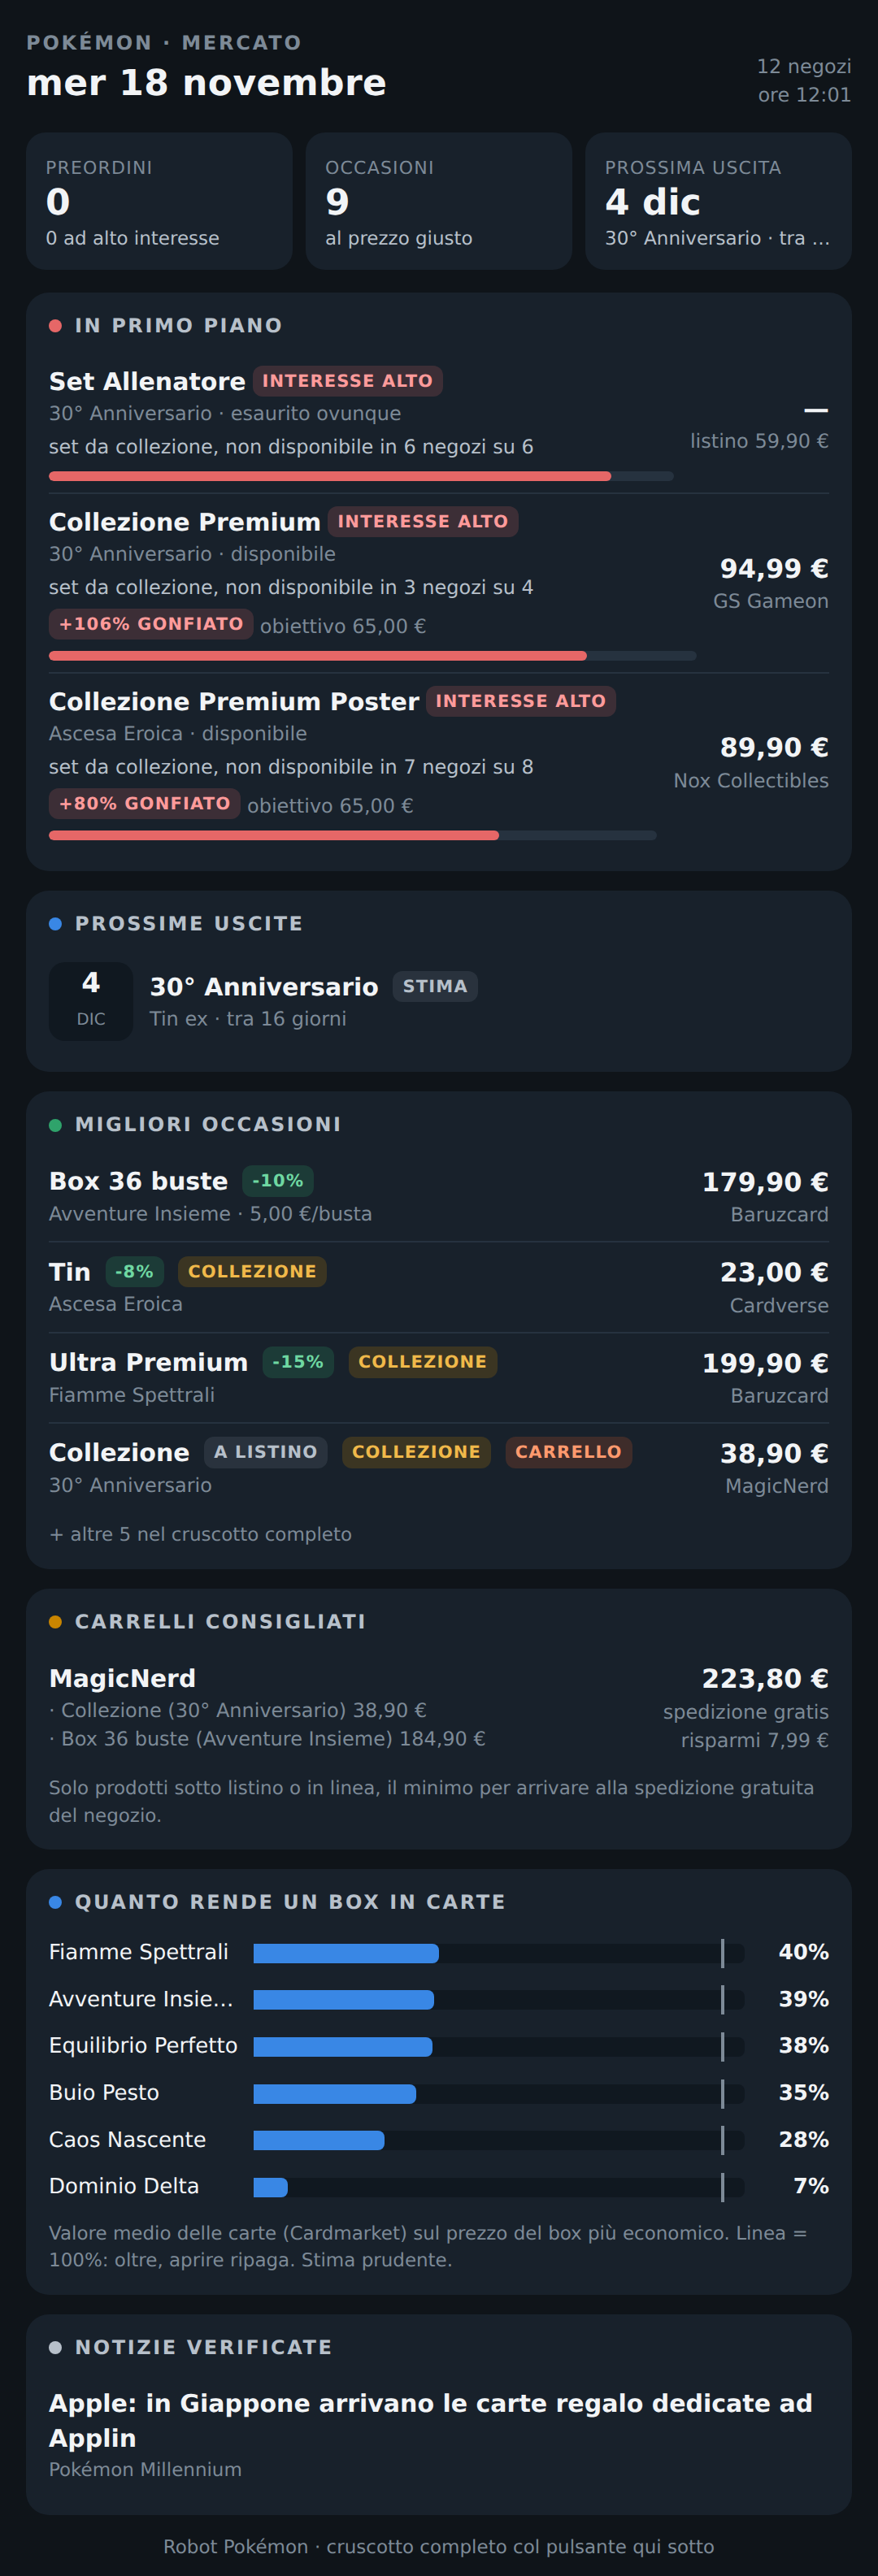 POKÉMON · MERCATO
mer 18 novembre
12 negozi
ore 12:01
PREORDINI
0
0 ad alto interesse
OCCASIONI
9
al prezzo giusto
PROSSIMA USCITA
4 dic
30° Anniversario · tra …
IN PRIMO PIANO
Set Allenatore INTERESSE ALTO
30° Anniversario · esaurito ovunque
set da collezione, non disponibile in 6 negozi su 6
—
listino 59,90 €
Collezione Premium INTERESSE ALTO
30° Anniversario · disponibile
set da collezione, non disponibile in 3 negozi su 4
+106% GONFIATO obiettivo 65,00 €
94,99 €
GS Gameon
Collezione Premium Poster INTERESSE ALTO
Ascesa Eroica · disponibile
set da collezione, non disponibile in 7 negozi su 8
+80% GONFIATO obiettivo 65,00 €
89,90 €
Nox Collectibles
PROSSIME USCITE
4
DIC
30° Anniversario STIMA
Tin ex · tra 16 giorni
MIGLIORI OCCASIONI
Box 36 buste -10%
Avventure Insieme · 5,00 €/busta
179,90 €
Baruzcard
Tin -8% COLLEZIONE
Ascesa Eroica
23,00 €
Cardverse
Ultra Premium -15% COLLEZIONE
Fiamme Spettrali
199,90 €
Baruzcard
Collezione A LISTINO COLLEZIONE CARRELLO
30° Anniversario
38,90 €
MagicNerd
+ altre 5 nel cruscotto completo
CARRELLI CONSIGLIATI
MagicNerd
· Collezione (30° Anniversario) 38,90 €
· Box 36 buste (Avventure Insieme) 184,90 €
223,80 €
spedizione gratis
risparmi 7,99 €
Solo prodotti sotto listino o in linea, il minimo per arrivare alla spedizione gratuita
del negozio.
QUANTO RENDE UN BOX IN CARTE
Fiamme Spettrali 40%
Avventure Insie… 39%
Equilibrio Perfetto 38%
Buio Pesto 35%
Caos Nascente 28%
Dominio Delta 7%
Valore medio delle carte (Cardmarket) sul prezzo del box più economico. Linea =
100%: oltre, aprire ripaga. Stima prudente.
NOTIZIE VERIFICATE
Apple: in Giappone arrivano le carte regalo dedicate ad
Applin
Pokémon Millennium
Robot Pokémon · cruscotto completo col pulsante qui sotto